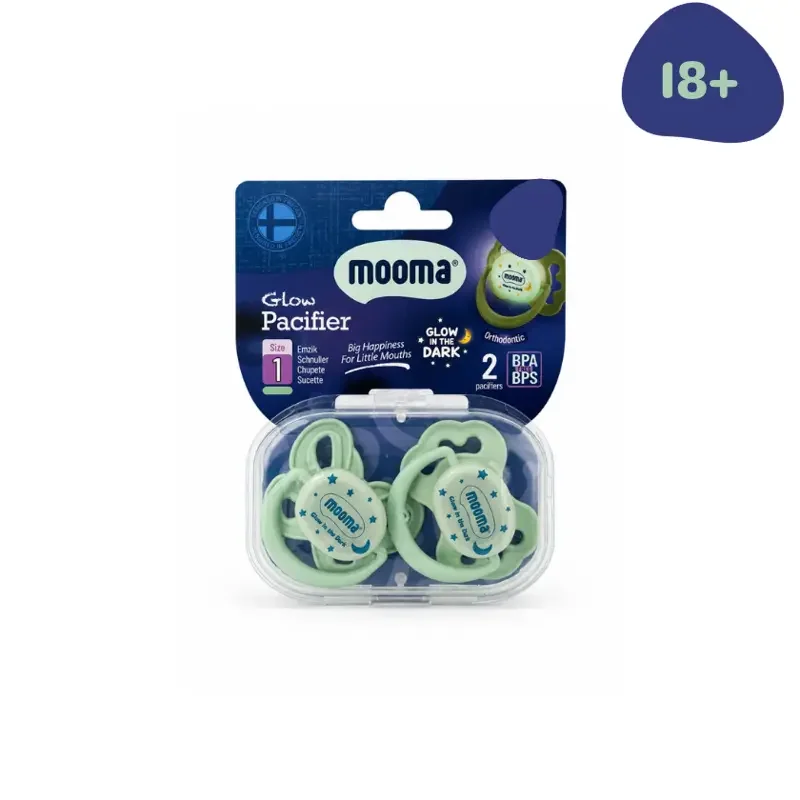 18+
mooma®
Glow
Pacifier
Size
1
Emzik
Schnuller
Chupete
Sucette
Big Happiness
For Little Mouths
GLOW
IN THE
DARK
Orthodontic
2
pacifiers
BPA
BPS
mooma
mooma
Glow in the Dark
mooma
Glow in the Dark